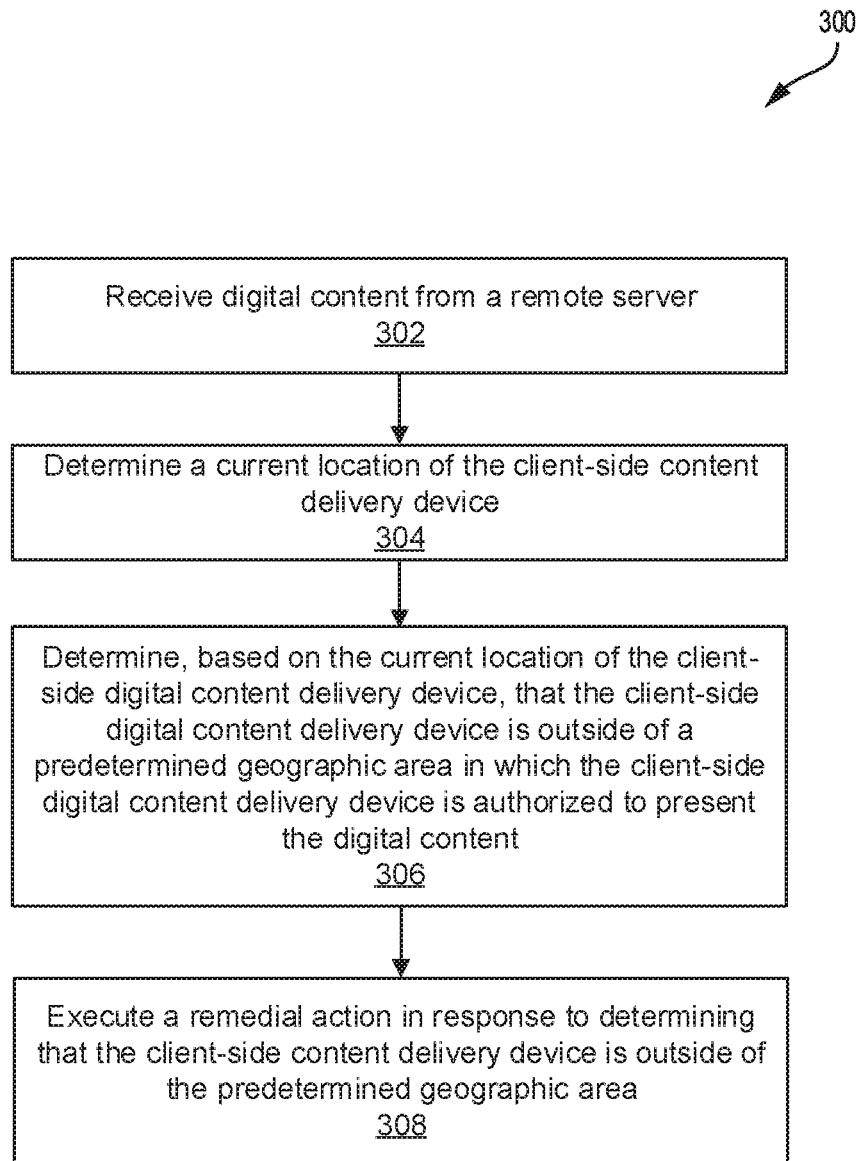 300
Receive digital content from a remote server
302
Determine a current location of the client-side content
delivery device
304
Determine, based on the current location of the client-
side digital content delivery device, that the client-side
digital content delivery device is outside of a
predetermined geographic area in which the client-side
digital content delivery device is authorized to present
the digital content
306
Execute a remedial action in response to determining
that the client-side content delivery device is outside of
the predetermined geographic area
308